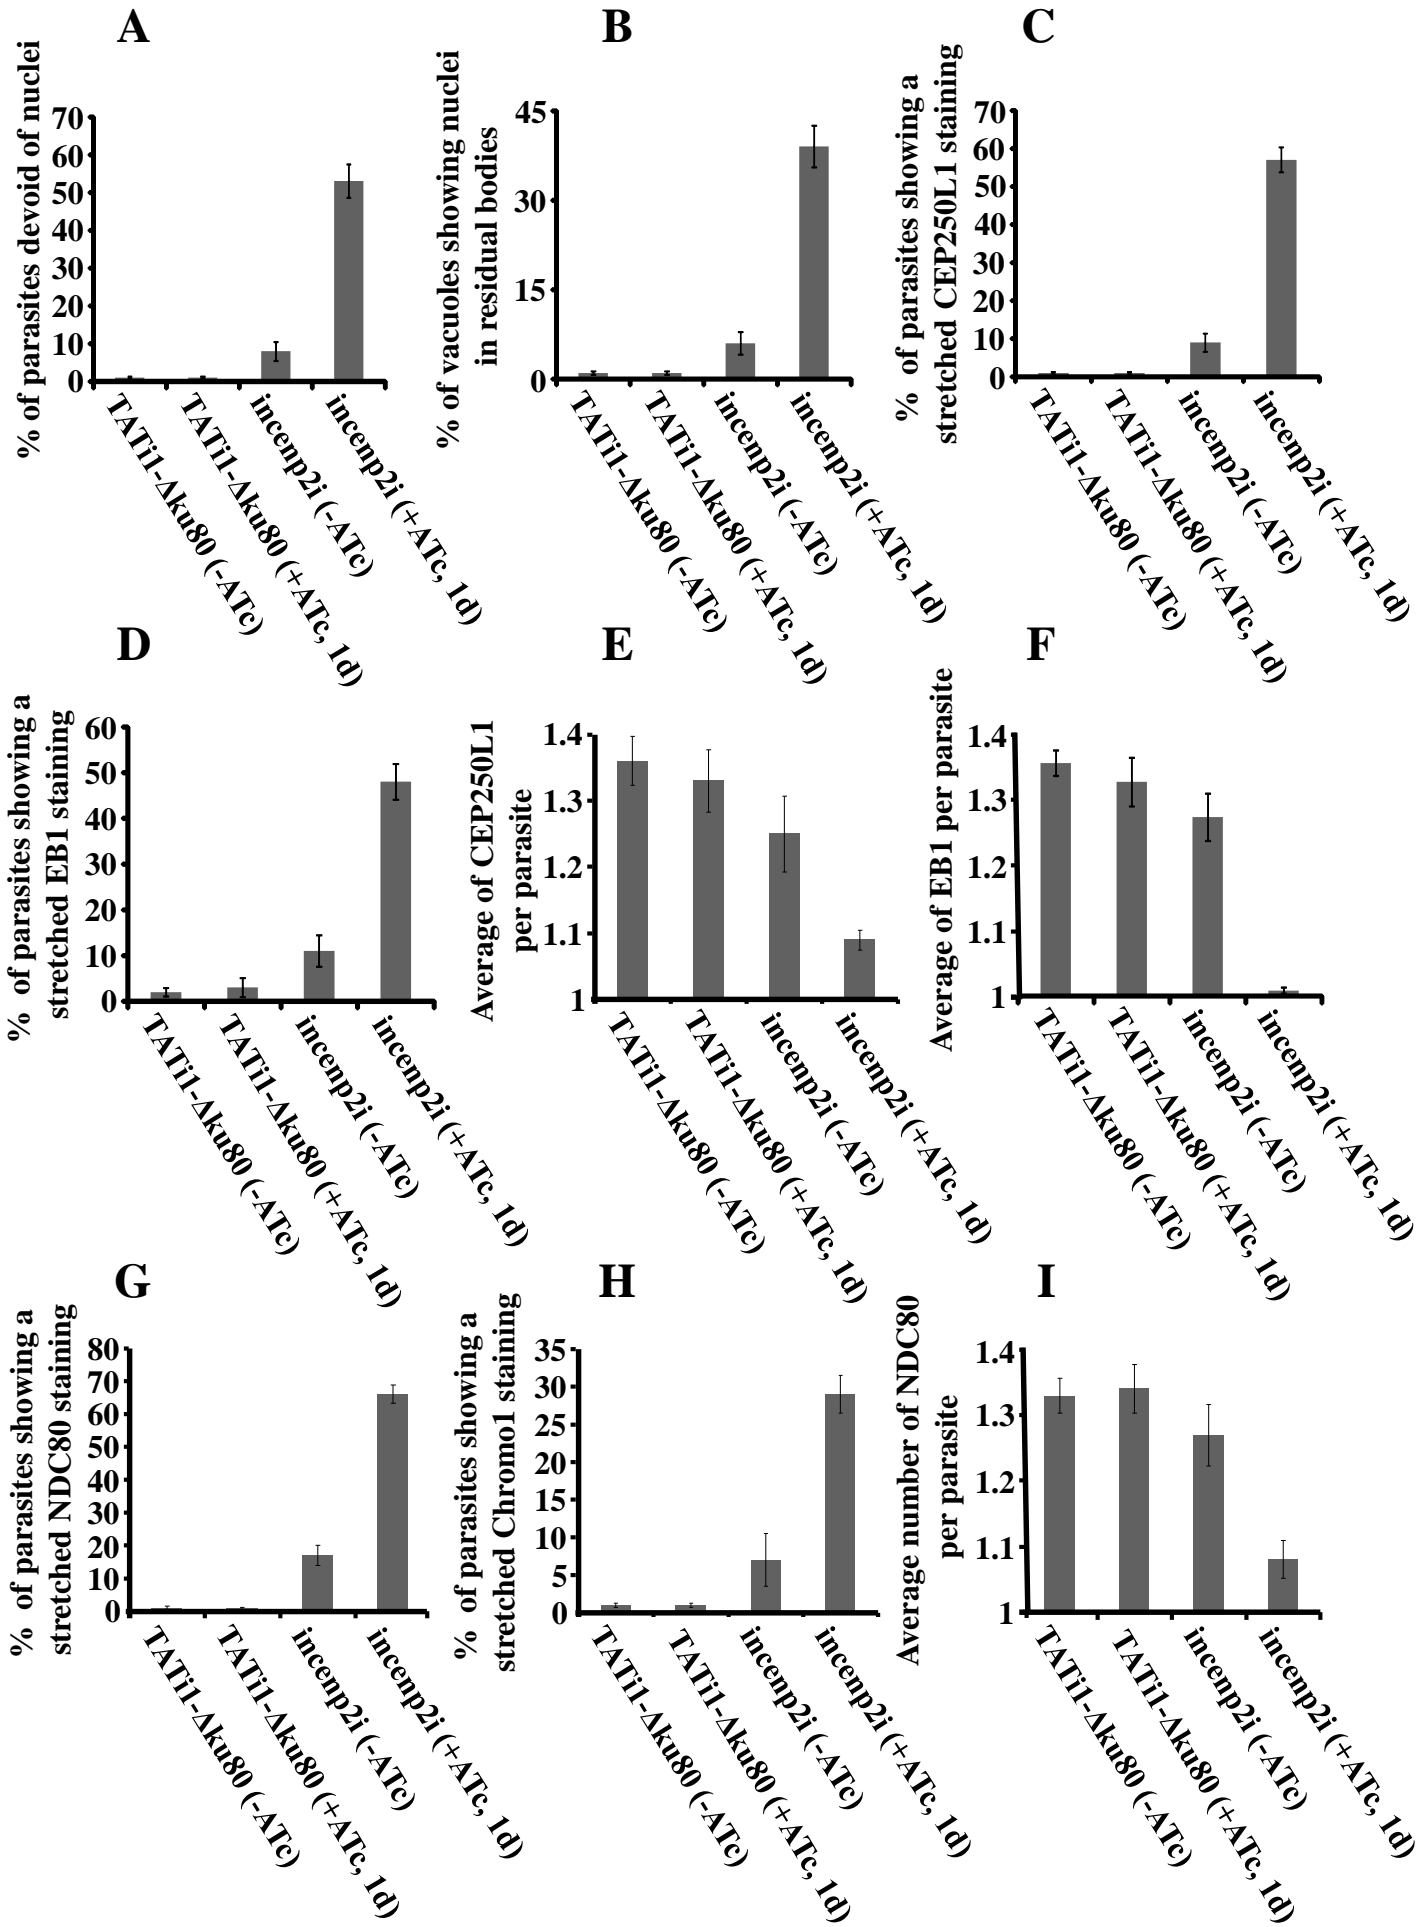 A
% of parasites devoid of nuclei
70
60
50
40
30
20
10
0
TATi1-Δku80 (-ATc)
TATi1-Δku80 (+ATc, 1d)
incenp2i (-ATc)
incenp2i (+ATc, 1d)
B
% of vacuoles showing nuclei
in residual bodies
45
30
15
0
TATi1-Δku80 (-ATc)
TATi1-Δku80 (+ATc, 1d)
incenp2i (-ATc)
incenp2i (+ATc, 1d)
C
% of parasites showing a
stretched CEP250L1 staining
70
60
50
40
30
20
10
0
TATi1-Δku80 (-ATc)
TATi1-Δku80 (+ATc, 1d)
incenp2i (-ATc)
incenp2i (+ATc, 1d)
D
% of parasites showing a
stretched EB1 staining
60
50
40
30
20
10
0
TATi1-Δku80 (-ATc)
TATi1-Δku80 (+ATc, 1d)
incenp2i (-ATc)
incenp2i (+ATc, 1d)
E
Average of CEP250L1
per parasite
1.4
1.3
1.2
1.1
1
TATi1-Δku80 (-ATc)
TATi1-Δku80 (+ATc, 1d)
incenp2i (-ATc)
incenp2i (+ATc, 1d)
F
Average of EB1 per parasite
1.4
1.3
1.2
1.1
1
TATi1-Δku80 (-ATc)
TATi1-Δku80 (+ATc, 1d)
incenp2i (-ATc)
incenp2i (+ATc, 1d)
G
% of parasites showing a
stretched NDC80 staining
80
70
60
50
40
30
20
10
0
TATi1-Δku80 (-ATc)
TATi1-Δku80 (+ATc, 1d)
incenp2i (-ATc)
incenp2i (+ATc, 1d)
H
% of parasites showing a
stretched Chromo1 staining
35
30
25
20
15
10
5
0
TATi1-Δku80 (-ATc)
TATi1-Δku80 (+ATc, 1d)
incenp2i (-ATc)
incenp2i (+ATc, 1d)
I
Average number of NDC80
per parasite
1.4
1.3
1.2
1.1
1
TATi1-Δku80 (-ATc)
TATi1-Δku80 (+ATc, 1d)
incenp2i (-ATc)
incenp2i (+ATc, 1d)